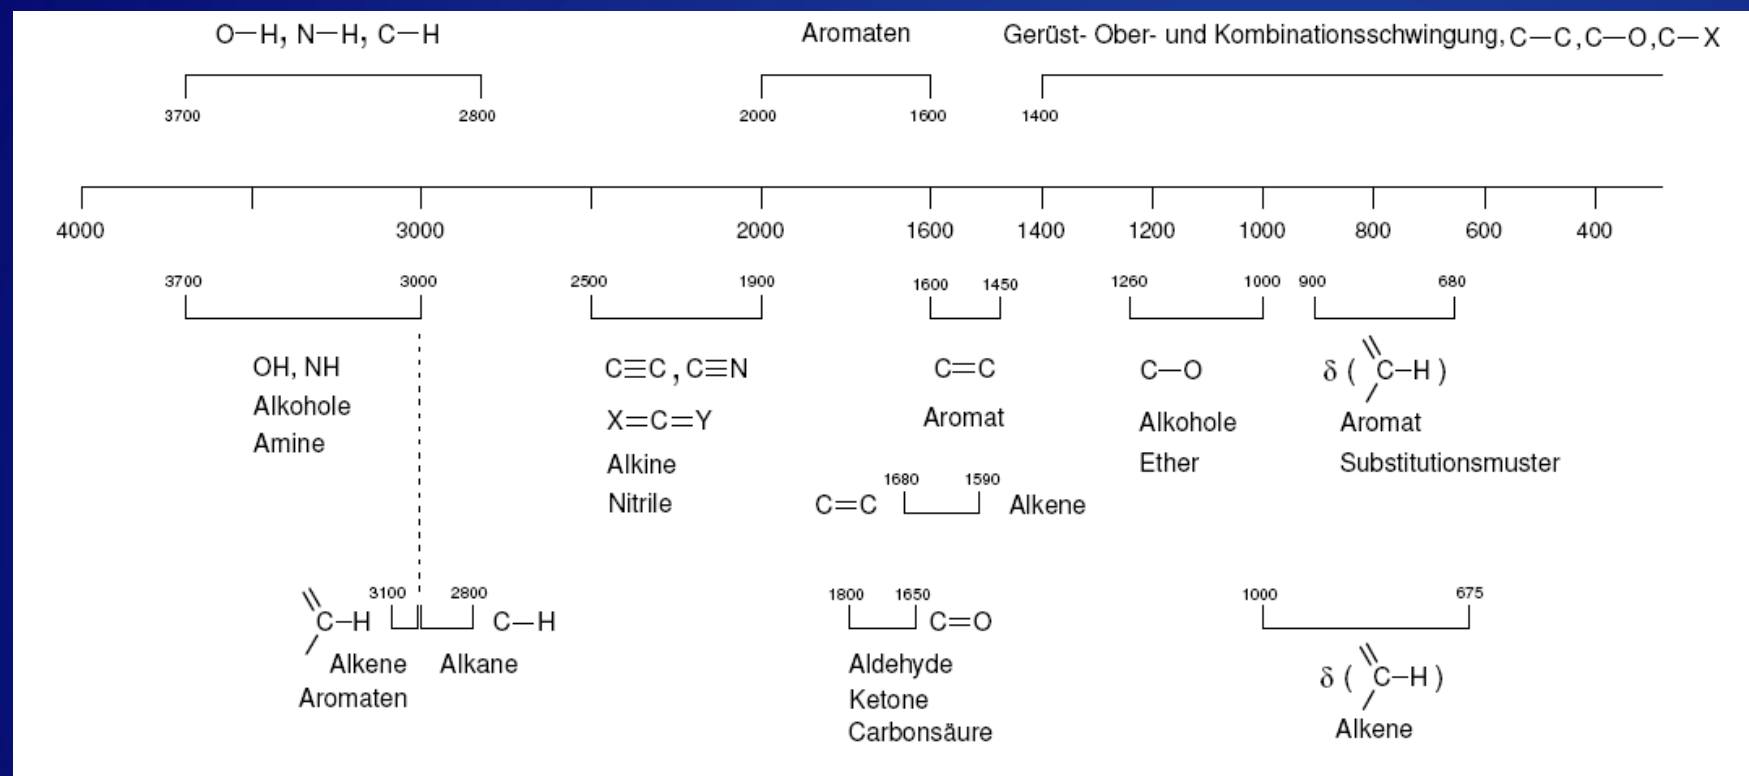 O—H, N—H, C—H
Aromaten
Gerüst- Ober- und Kombinationsschwingung, C—C, C—O, C—X
3700 2800
2000 1600
1400
4000 3000 2000 1600 1400 1200 1000 800 600 400
3700 3000
2500 1900
1600 1450
1260 1000
900 680
OH, NH
Alkohole
Amine
C≡C, C≡N
X=C=Y
Alkine
Nitrile
C=C
Aromat
C—O
Alkohole
Ether
δ ( C—H )
Aromat
Substitutionsmuster
C=C 1680 1590 Alkene
3100 2800
C—H
C—H
Alkene
Aromaten
Alkane
1800 1650
C=O
Aldehyde
Ketone
Carbonsäure
1000 675
δ ( C—H )
Alkene